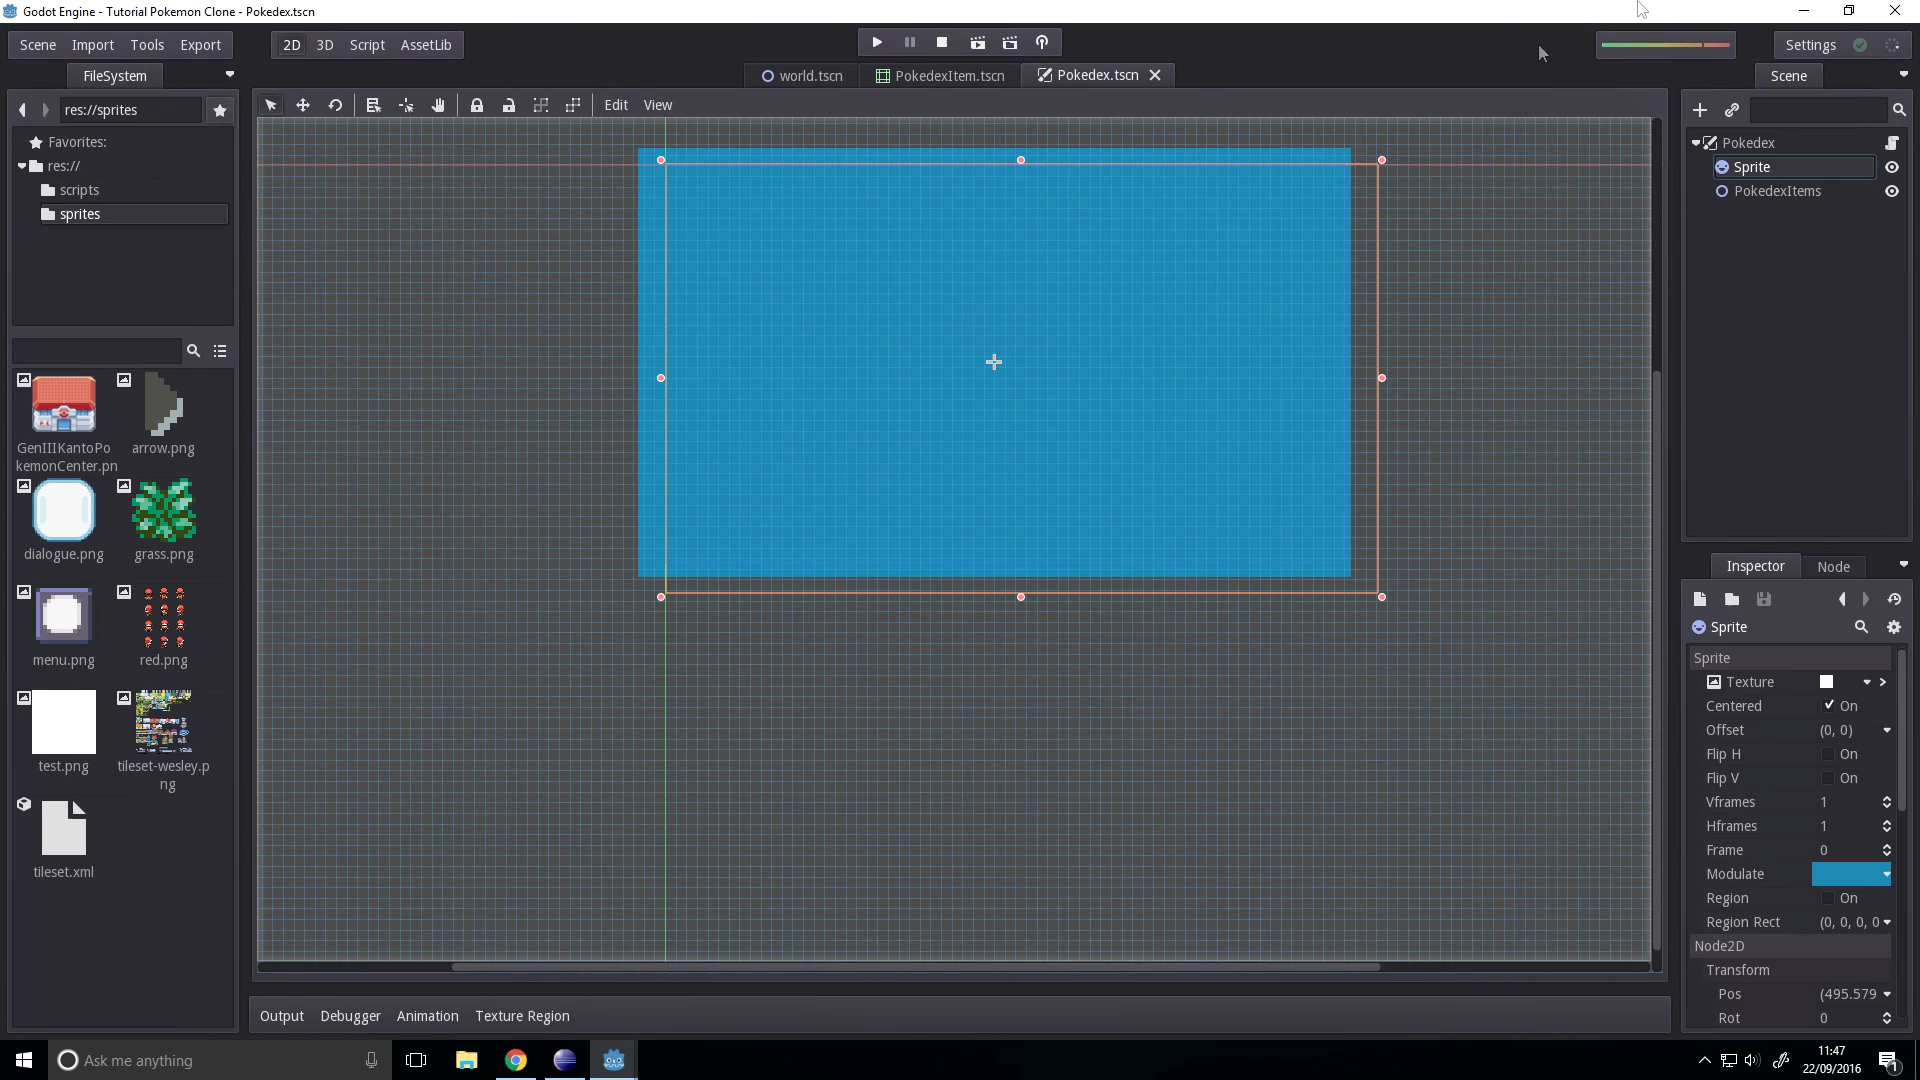 Godot Engine - Tutorial Pokemon Clone - Pokedex.tscn
Scene Import Tools Export
2D 3D Script AssetLib
Settings
FileSystem
world.tscn
PokedexItem.tscn
Pokedex.tscn
Scene
res://sprites
Edit View
Favorites:
res://
scripts
sprites
Pokedex
Sprite
PokedexItems
GenIIIKantoPo
kemonCenter.pn
arrow.png
dialogue.png
grass.png
menu.png
red.png
test.png
tileset-wesley.p
ng
tileset.xml
Inspector Node
Sprite
Sprite
Texture
Centered On
Offset (0, 0)
Flip H On
Flip V On
Vframes 1
Hframes 1
Frame 0
Modulate
Region On
Region Rect (0, 0, 0, 0
Node2D
Transform
Pos (495.579
Rot 0
Output Debugger Animation Texture Region
Ask me anything
11:47
22/09/2016
1